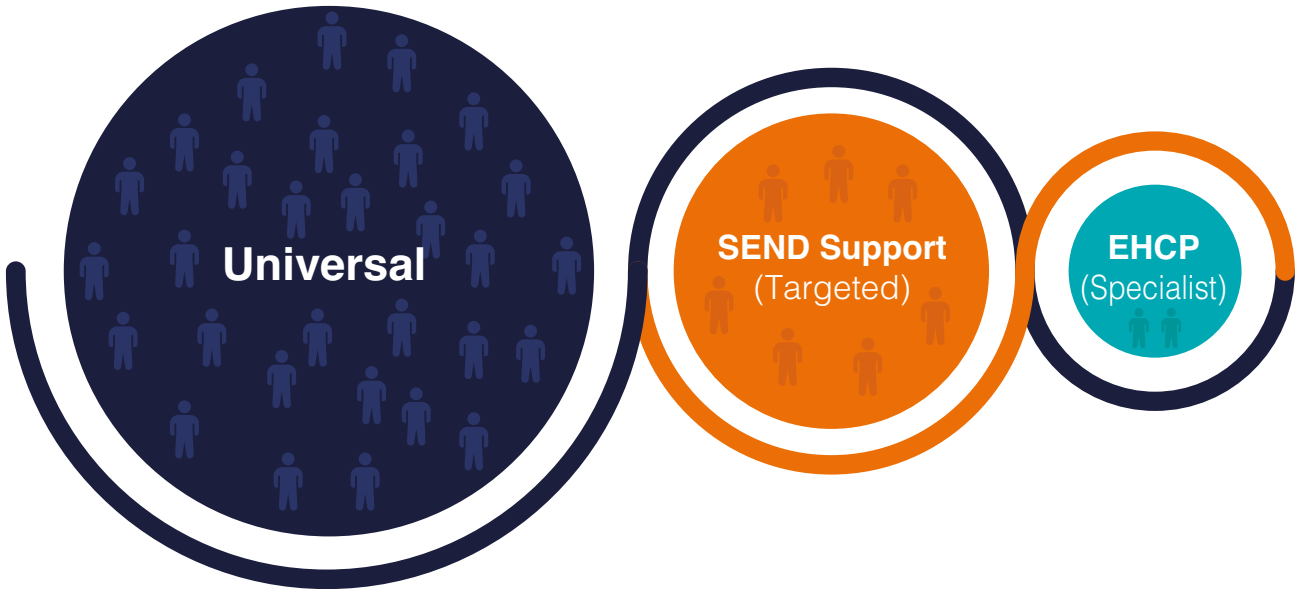 Universal
SEND Support
(Targeted)
EHCP
(Specialist)